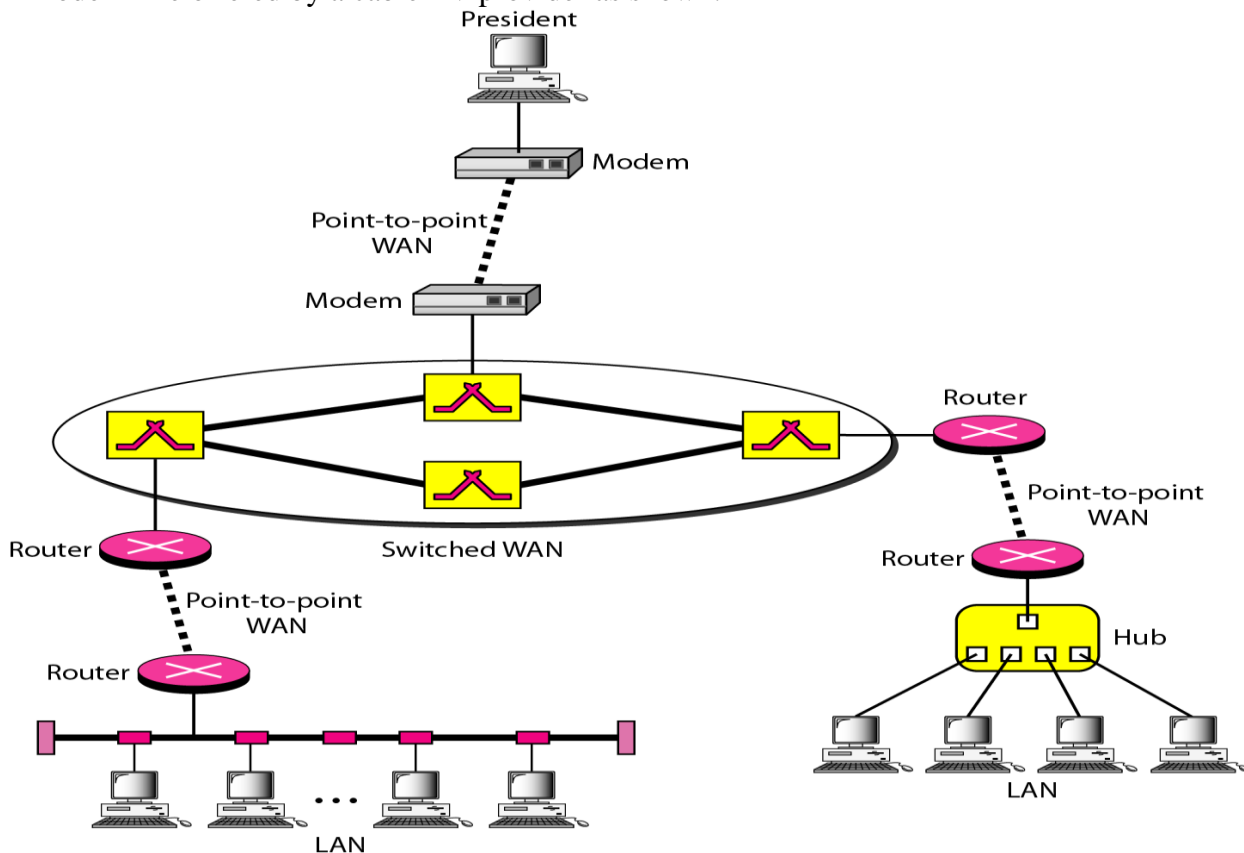 President
Modem
Point-to-point
WAN
Modem
Router
Point-to-point
WAN
Router
Switched WAN
Router
Hub
Point-to-point
WAN
Router
LAN
LAN